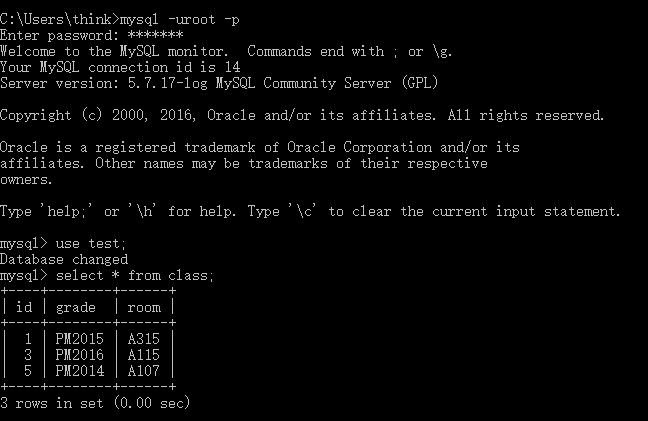 C:\Users\think>mysql -uroot -p
Enter password: *******
Welcome to the MySQL monitor.  Commands end with ; or \g.
Your MySQL connection id is 14
Server version: 5.7.17-log MySQL Community Server (GPL)
Copyright (c) 2000, 2016, Oracle and/or its affiliates. All rights reserved.
Oracle is a registered trademark of Oracle Corporation and/or its
affiliates. Other names may be trademarks of their respective
owners.
Type 'help;' or '\h' for help. Type '\c' to clear the current input statement.
mysql> use test;
Database changed
mysql> select * from class;
+----+--------+------+
| id | grade  | room |
+----+--------+------+
|  1 | PM2015 | A315 |
|  3 | PM2016 | A115 |
|  5 | PM2014 | A107 |
+----+--------+------+
3 rows in set (0.00 sec)